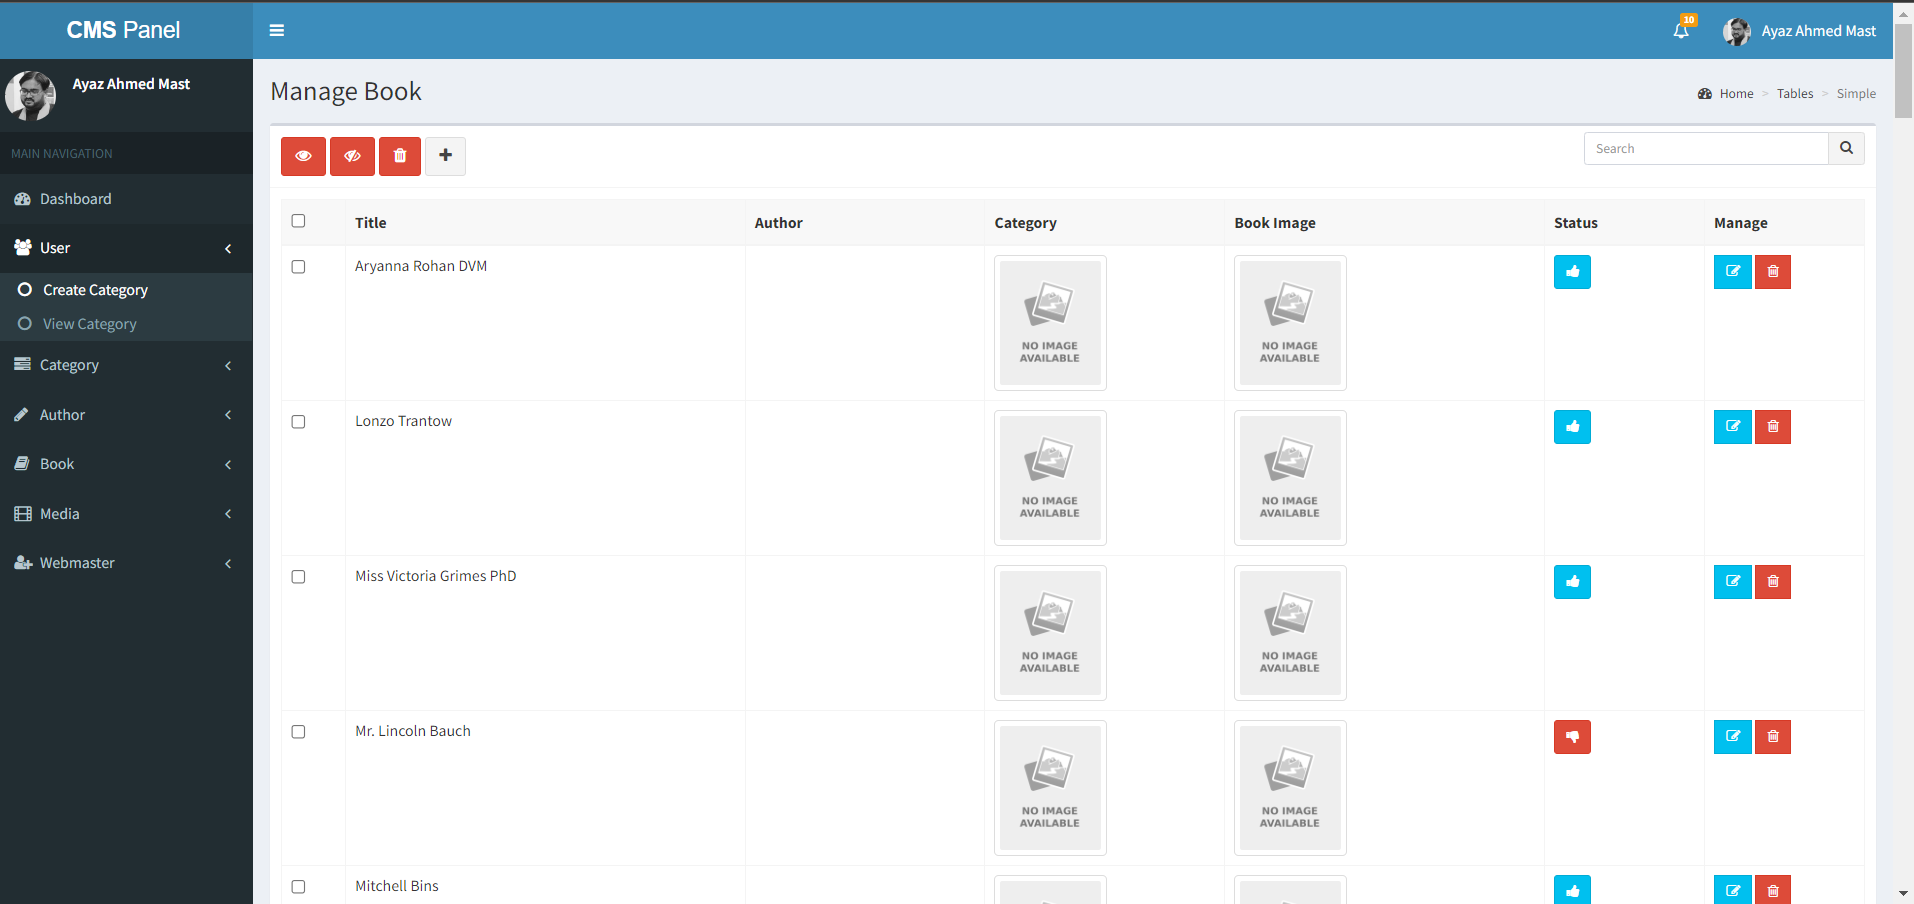 CMS Panel
10
Ayaz Ahmed Mast
Ayaz Ahmed Mast
MAIN NAVIGATION
Dashboard
User
Create Category
View Category
Category
Author
Book
Media
Webmaster
Manage Book
Home > Tables > Simple
Search
Title Author Category Book Image Status Manage
Aryanna Rohan DVM
NO IMAGE AVAILABLE
NO IMAGE AVAILABLE
Lonzo Trantow
NO IMAGE AVAILABLE
NO IMAGE AVAILABLE
Miss Victoria Grimes PhD
NO IMAGE AVAILABLE
NO IMAGE AVAILABLE
Mr. Lincoln Bauch
NO IMAGE AVAILABLE
NO IMAGE AVAILABLE
Mitchell Bins